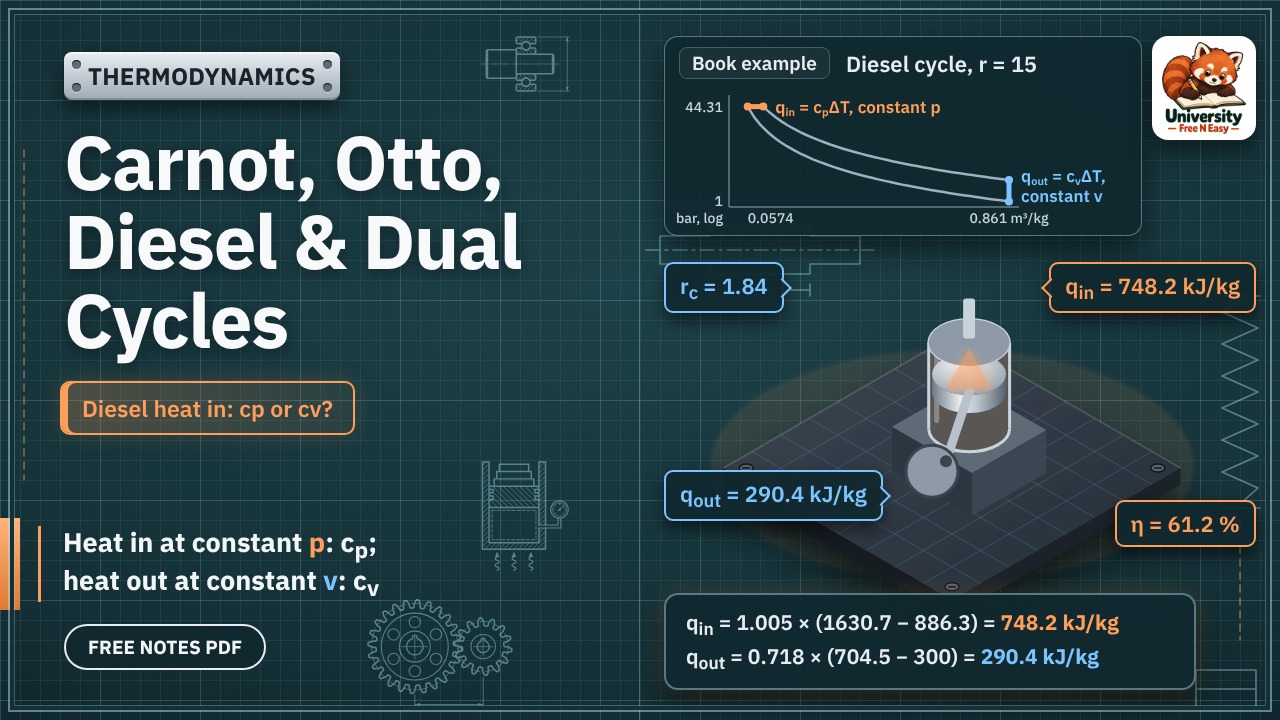 THERMODYNAMICS
Carnot, Otto,
Diesel & Dual
Cycles
Diesel heat in: cp or cv?
Heat in at constant p: cp;
heat out at constant v: cv
FREE NOTES PDF
Book example
Diesel cycle, r = 15
44.31
qin = cpΔT, constant p
qout = cvΔT,
constant v
1
bar, log
0.0574
0.861 m³/kg
University
Free N Easy
rc = 1.84
qin = 748.2 kJ/kg
qout = 290.4 kJ/kg
η = 61.2 %
qin = 1.005 × (1630.7 − 886.3) = 748.2 kJ/kg
qout = 0.718 × (704.5 − 300) = 290.4 kJ/kg